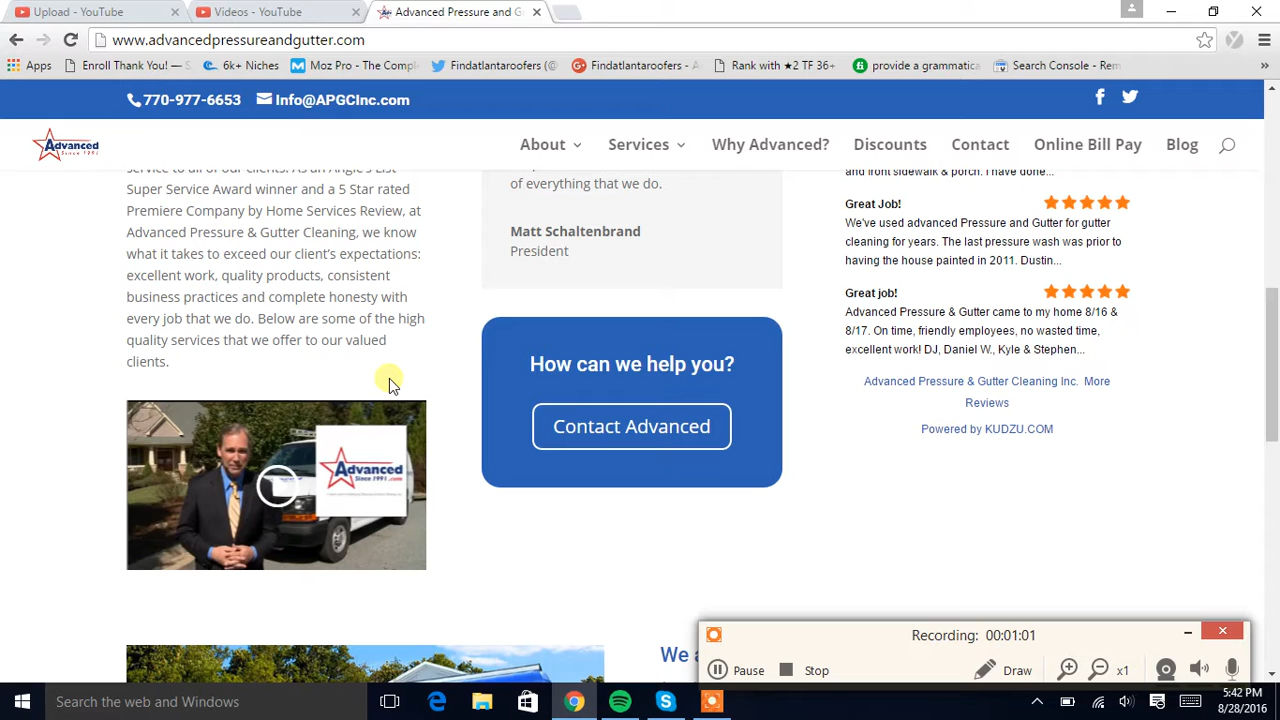 Upload - YouTube
Videos - YouTube
Advanced Pressure and G
www.advancedpressureandgutter.com
Apps
Enroll Thank You! —
6k+ Niches
Moz Pro - The Comple
Findatlantaroofers (@
Findatlantaroofers - A
Rank with ★2 TF 36+
provide a grammatica
Search Console - Rem
770-977-6653
Info@APGCInc.com
Advanced
Since 1991
About
Services
Why Advanced?
Discounts
Contact
Online Bill Pay
Blog
service to all of our clients. As an Angie's List
Super Service Award winner and a 5 Star rated
Premiere Company by Home Services Review, at
Advanced Pressure & Gutter Cleaning, we know
what it takes to exceed our client's expectations:
excellent work, quality products, consistent
business practices and complete honesty with
every job that we do. Below are some of the high
quality services that we offer to our valued
clients.
Advanced
Since 1991 .com
of everything that we do.
Matt Schaltenbrand
President
How can we help you?
Contact Advanced
and front sidewalk & porch. I have done...
Great Job!
We've used advanced Pressure and Gutter for gutter
cleaning for years. The last pressure wash was prior to
having the house painted in 2011. Dustin...
Great job!
Advanced Pressure & Gutter came to my home 8/16 &
8/17. On time, friendly employees, no wasted time,
excellent work! DJ, Daniel W., Kyle & Stephen...
Advanced Pressure & Gutter Cleaning Inc. More
Reviews
Powered by KUDZU.COM
We a
Recording: 00:01:01
Pause
Stop
Draw
x1
Search the web and Windows
5:42 PM
8/28/2016